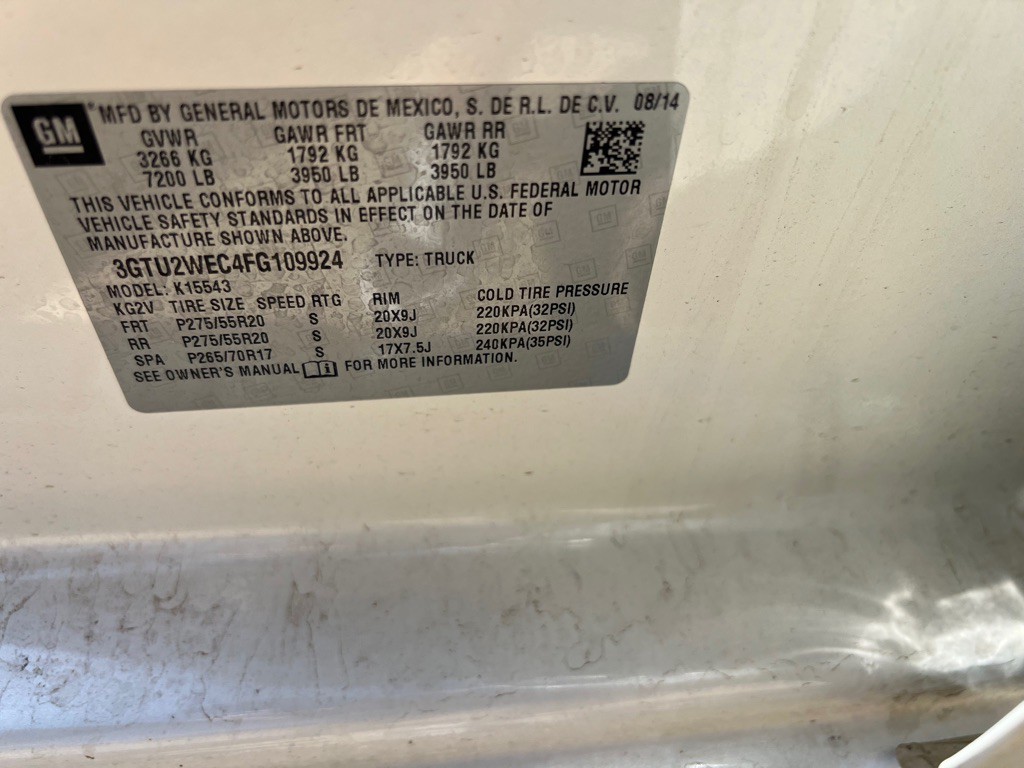 GM ® MFD BY GENERAL MOTORS DE MEXICO, S. DE R.L. DE C.V. 08/14
GVWR GAWR FRT GAWR RR
3266 KG 1792 KG 1792 KG
7200 LB 3950 LB 3950 LB
THIS VEHICLE CONFORMS TO ALL APPLICABLE U.S. FEDERAL MOTOR
VEHICLE SAFETY STANDARDS IN EFFECT ON THE DATE OF
MANUFACTURE SHOWN ABOVE.
3GTU2WEC4FG109924 TYPE: TRUCK
MODEL: K15543
KG2V TIRE SIZE SPEED RTG RIM COLD TIRE PRESSURE
FRT P275/55R20 S 20X9J 220KPA(32PSI)
RR P275/55R20 S 20X9J 220KPA(32PSI)
SPA P265/70R17 S 17X7.5J 240KPA(35PSI)
SEE OWNER'S MANUAL FOR MORE INFORMATION.